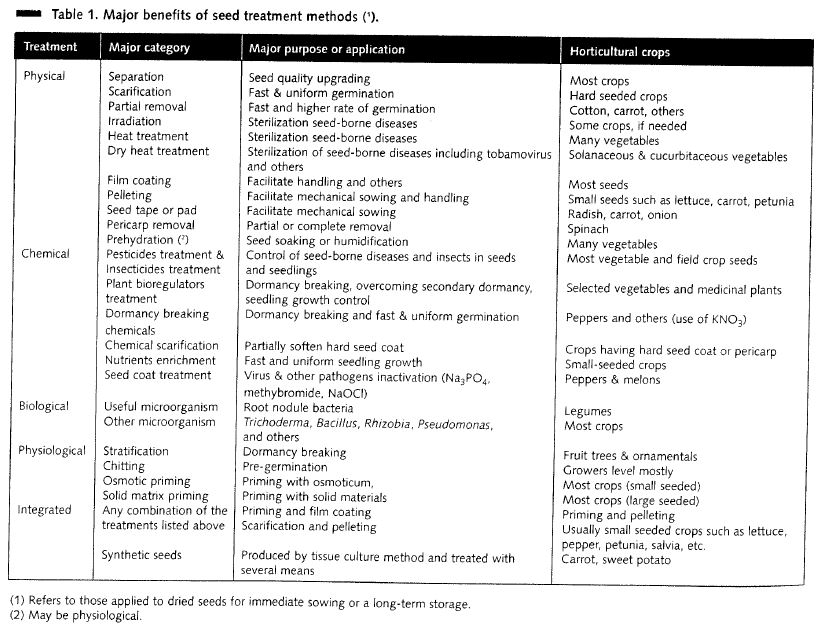 Table 1. Major benefits of seed treatment methods (¹).
Treatment Major category Major purpose or application Horticultural crops
Physical Separation Seed quality upgrading Most crops
Scarification Fast & uniform germination Hard seeded crops
Partial removal Fast and higher rate of germination Cotton, carrot, others
Irradiation Sterilization seed-borne diseases Some crops, if needed
Heat treatment Sterilization seed-borne diseases Many vegetables
Dry heat treatment Sterilization of seed-borne diseases including tobamovirus Solanaceous & cucurbitaceous vegetables
and others
Film coating Facilitate handling and others Most seeds
Pelleting Facilitate mechanical sowing and handling Small seeds such as lettuce, carrot, petunia
Seed tape or pad Facilitate mechanical sowing Radish, carrot, onion
Pericarp removal Partial or complete removal Spinach
Prehydration (²) Seed soaking or humidification Many vegetables
Chemical Pesticides treatment & Control of seed-borne diseases and insects in seeds Most vegetable and field crop seeds
Insecticides treatment and seedlings
Plant bioregulators Dormancy breaking, overcoming secondary dormancy, Selected vegetables and medicinal plants
treatment seedling growth control
Dormancy breaking Dormancy breaking and fast & uniform germination Peppers and others (use of KNO₃)
chemicals
Chemical scarification Partially soften hard seed coat Crops having hard seed coat or pericarp
Nutrients enrichment Fast and uniform seedling growth Small-seeded crops
Seed coat treatment Virus & other pathogens inactivation (Na₃PO₄, Peppers & melons
methybromide, NaOCl)
Biological Useful microorganism Root nodule bacteria Legumes
Other microorganism Trichoderma, Bacillus, Rhizobia, Pseudomonas, Most crops
and others
Physiological Stratification Dormancy breaking Fruit trees & ornamentals
Chitting Pre-germination Growers level mostly
Osmotic priming Priming with osmoticum, Most crops (small seeded)
Solid matrix priming Priming with solid materials Most crops (large seeded)
Integrated Any combination of the Priming and film coating Priming and pelleting
treatments listed above Scarification and pelleting Usually small seeded crops such as lettuce,
pepper, petunia, salvia, etc.
Synthetic seeds Produced by tissue culture method and treated with Carrot, sweet potato
several means
(1) Refers to those applied to dried seeds for immediate sowing or a long-term storage.
(2) May be physiological.